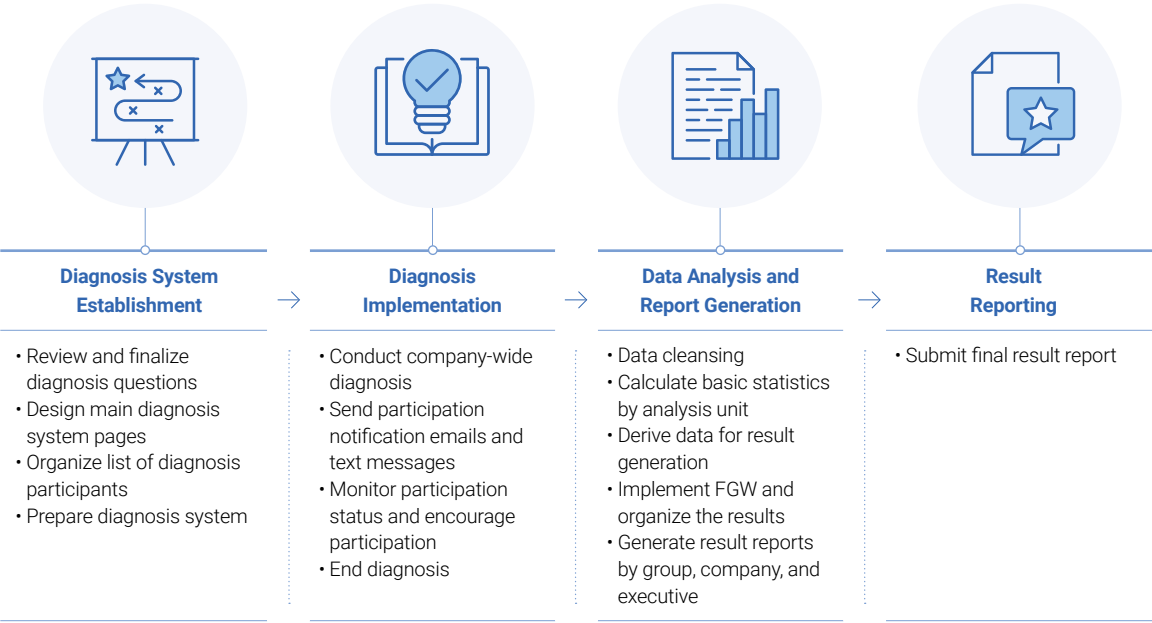 Diagnosis System
Establishment
• Review and finalize
diagnosis questions
• Design main diagnosis
system pages
• Organize list of diagnosis
participants
• Prepare diagnosis system
Diagnosis
Implementation
• Conduct company-wide
diagnosis
• Send participation
notification emails and
text messages
• Monitor participation
status and encourage
participation
• End diagnosis
Data Analysis and
Report Generation
• Data cleansing
• Calculate basic statistics
by analysis unit
• Derive data for result
generation
• Implement FGW and
organize the results
• Generate result reports
by group, company, and
executive
Result
Reporting
• Submit final result report